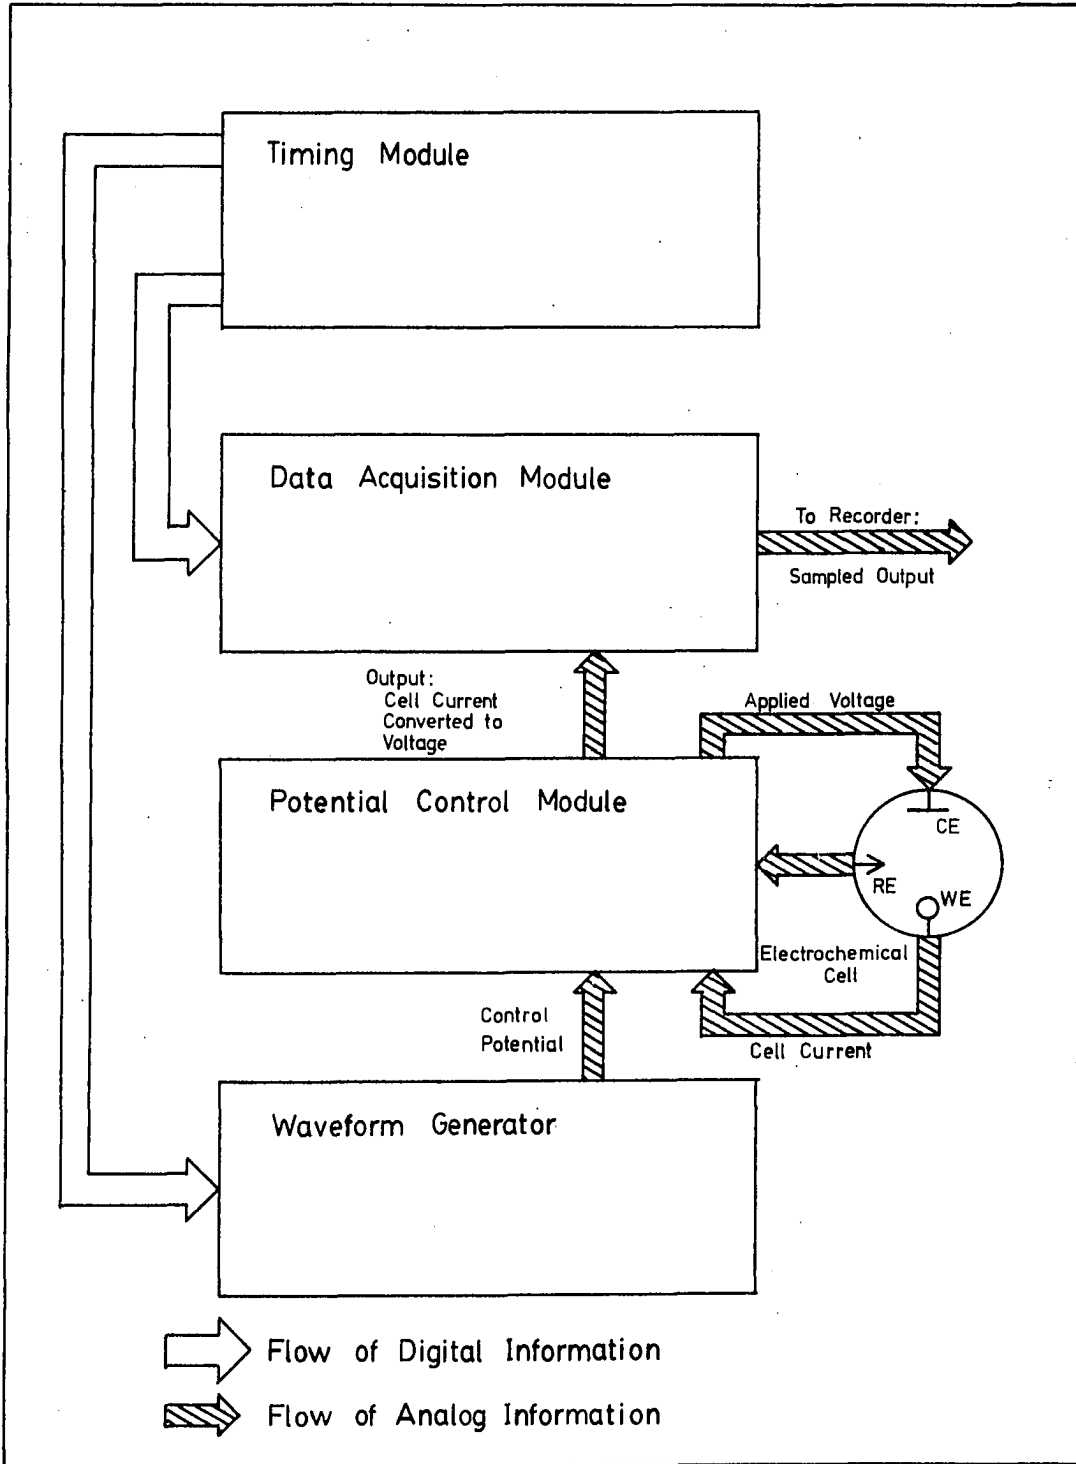 Timing Module
Data Acquisition Module
To Recorder:
Sampled Output
Output:
Cell Current
Converted to
Voltage
Applied Voltage
Potential Control Module
CE
RE
WE
Electrochemical
Cell
Control
Potential
Cell Current
Waveform Generator
Flow of Digital Information
Flow of Analog Information